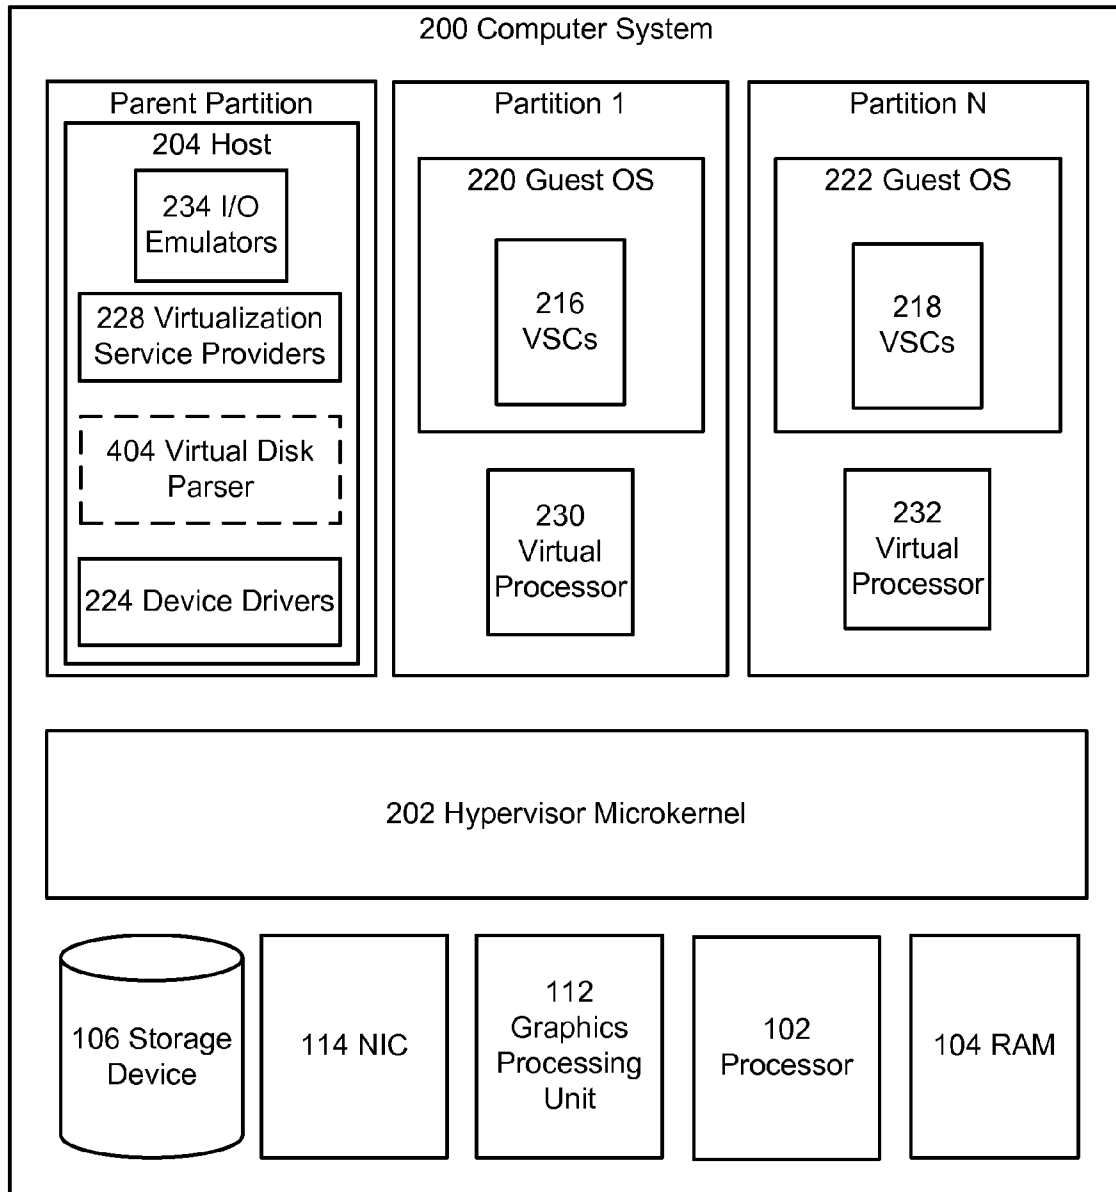 200 Computer System
Parent Partition
204 Host
234 I/O
Emulators
228 Virtualization
Service Providers
404 Virtual Disk
Parser
224 Device Drivers
Partition 1
220 Guest OS
216
VSCs
230
Virtual
Processor
Partition N
222 Guest OS
218
VSCs
232
Virtual
Processor
202 Hypervisor Microkernel
106 Storage
Device
114 NIC
112
Graphics
Processing
Unit
102
Processor
104 RAM